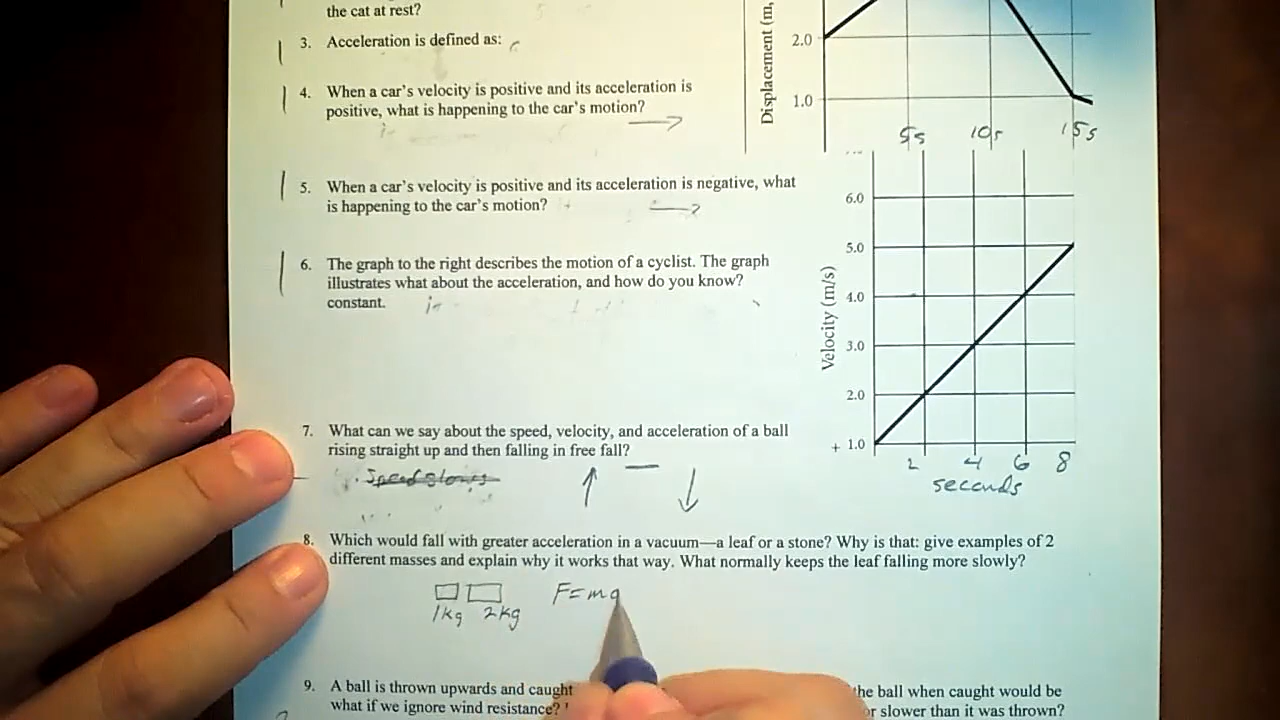 the cat at rest?
3. Acceleration is defined as:
4. When a car's velocity is positive and its acceleration is
positive, what is happening to the car's motion?
5. When a car's velocity is positive and its acceleration is negative, what
is happening to the car's motion?
6. The graph to the right describes the motion of a cyclist. The graph
illustrates what about the acceleration, and how do you know?
constant.
7. What can we say about the speed, velocity, and acceleration of a ball
rising straight up and then falling in free fall?
8. Which would fall with greater acceleration in a vacuum—a leaf or a stone? Why is that: give examples of 2
different masses and explain why it works that way. What normally keeps the leaf falling more slowly?
1kg 2kg F=mg
9. A ball is thrown upwards and caught the ball when caught would be
what if we ignore wind resistance? or slower than it was thrown?
Displacement (m,
2.0
1.0
5s 10s 15s
Velocity (m/s)
6.0
5.0
4.0
3.0
2.0
+ 1.0
2 4 6 8
seconds